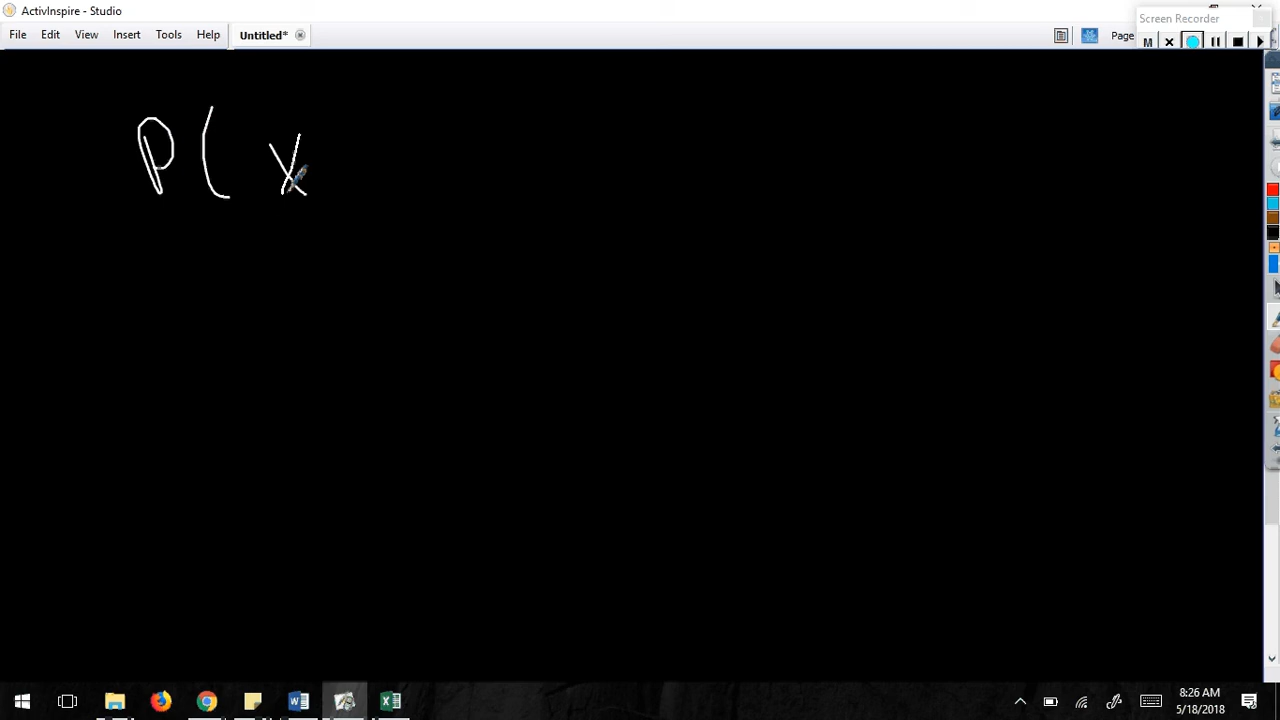 ActivInspire - Studio
Screen Recorder
File Edit View Insert Tools Help Untitled* Page
M
P( x
8:26 AM
5/18/2018